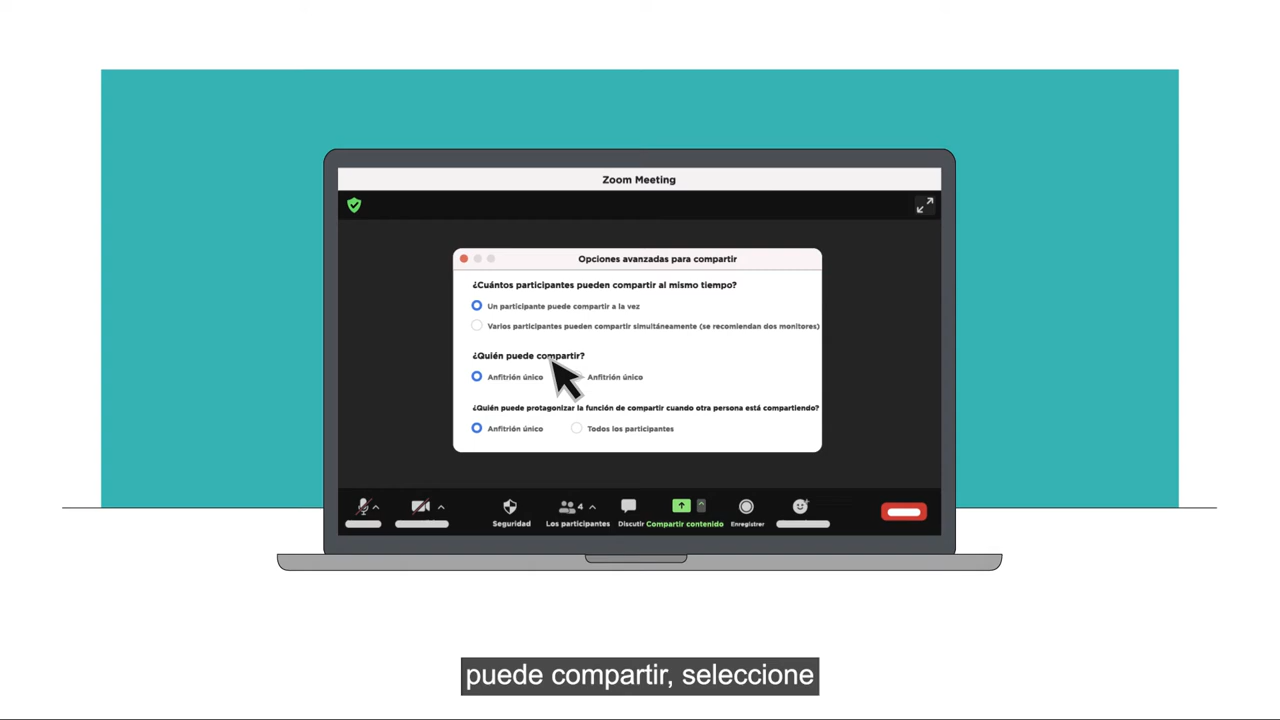 Zoom Meeting
Opciones avanzadas para compartir
¿Cuántos participantes pueden compartir al mismo tiempo?
Un participante puede compartir a la vez
Varios participantes pueden compartir simultáneamente (se recomiendan dos monitores)
¿Quién puede compartir?
Anfitrión único Anfitrión único
¿Quién puede protagonizar la función de compartir cuando otra persona está compartiendo?
Anfitrión único Todos los participantes
4
Seguridad Los participantes Discutir Compartir contenido Enregistrer
puede compartir, seleccione